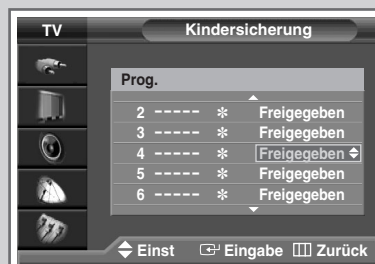 TV Kindersicherung
Prog.
2 ----- ✻ Freigegeben
3 ----- ✻ Freigegeben
4 ----- ✻ Freigegeben
5 ----- ✻ Freigegeben
6 ----- ✻ Freigegeben
Einst Eingabe Zurück